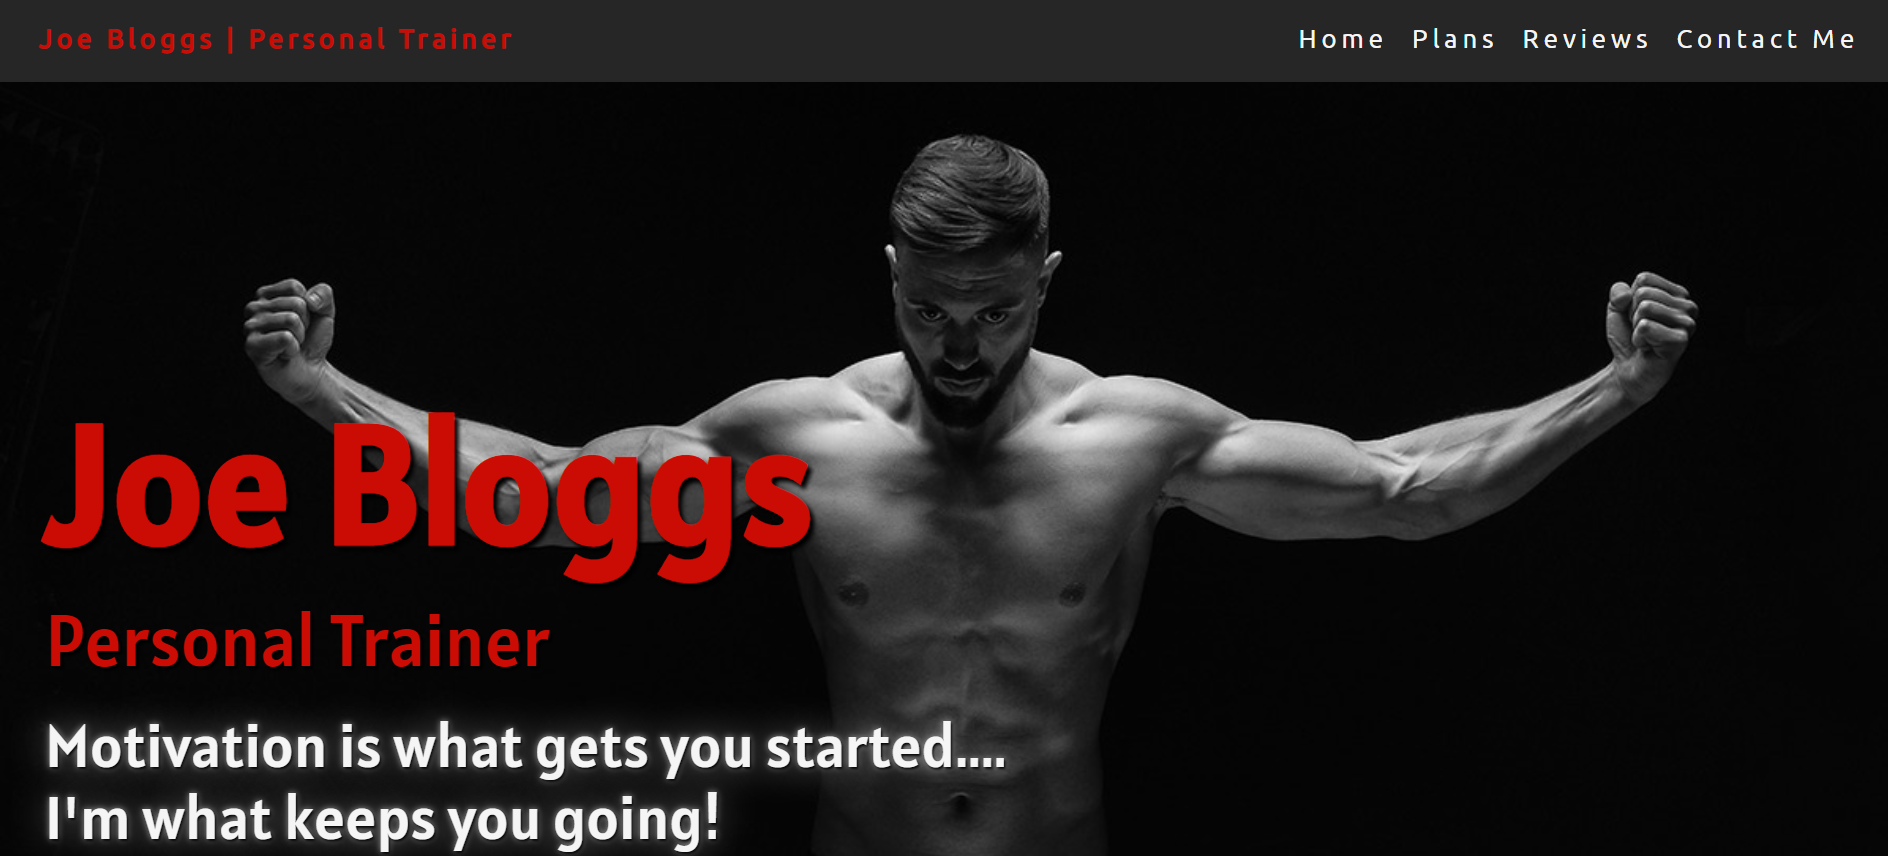 Joe Bloggs | Personal Trainer
Home Plans Reviews Contact Me
Joe Bloggs
Personal Trainer
Motivation is what gets you started....
I'm what keeps you going!